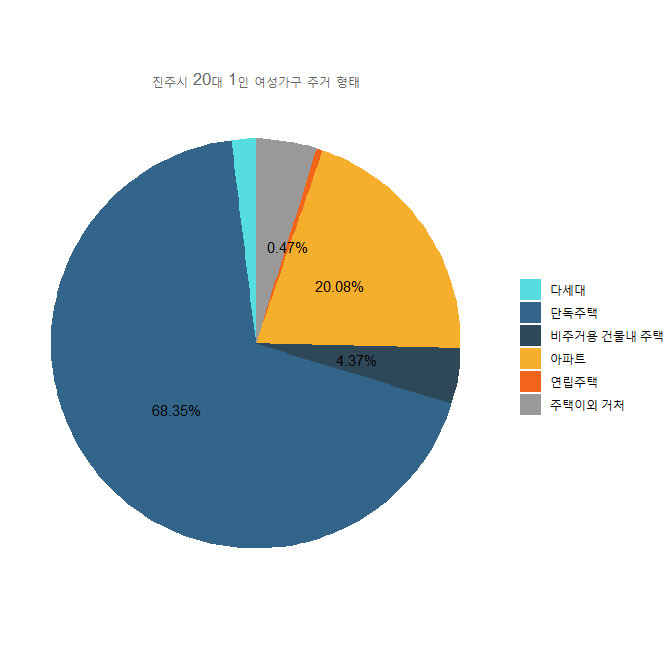 진주시 20대 1인 여성가구 주거 형태
0.47%
20.08%
4.37%
68.35%
다세대
단독주택
비주거용 건물내 주택
아파트
연립주택
주택이외 거처